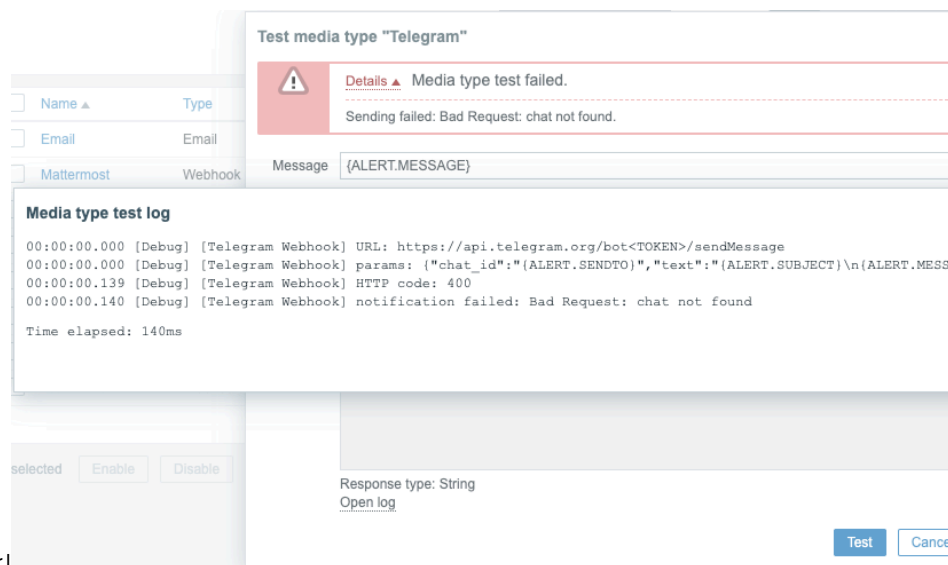 Test media type "Telegram"
Details Media type test failed.
Sending failed: Bad Request: chat not found.
Name Type
Email Email
Mattermost Webhook
Message {ALERT.MESSAGE}
Media type test log
00:00:00.000 [Debug] [Telegram Webhook] URL: https://api.telegram.org/bot<TOKEN>/sendMessage
00:00:00.000 [Debug] [Telegram Webhook] params: {"chat_id":"{ALERT.SENDTO}","text":"{ALERT.SUBJECT}\n{ALERT.MESS
00:00:00.139 [Debug] [Telegram Webhook] HTTP code: 400
00:00:00.140 [Debug] [Telegram Webhook] notification failed: Bad Request: chat not found
Time elapsed: 140ms
selected Enable Disable
Response type: String
Open log
Test Cance